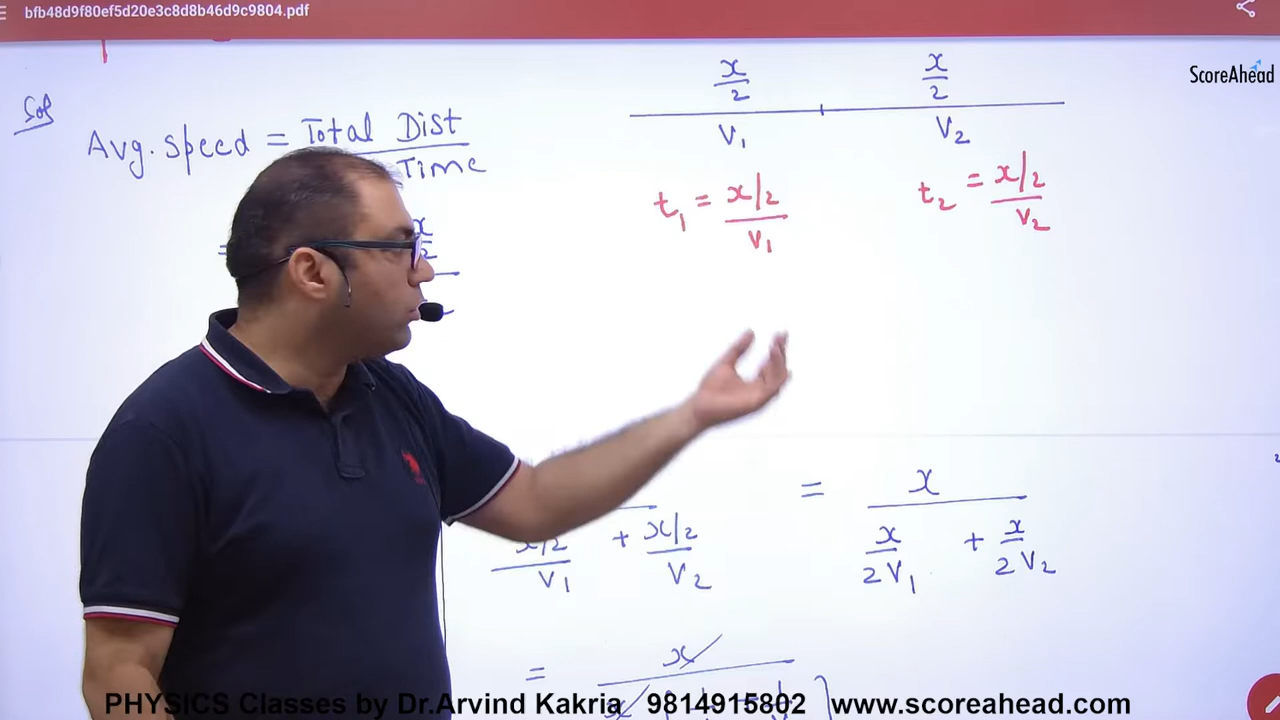 bfb48d9f80ef5d20e3c8d8b46d9c9804.pdf
ScoreAhead
Sol
Avg. speed = Total Dist
Time
x/2 x/2
V₁ V₂
t₁ = x/2 / V₁
t₂ = x/2 / V₂
=
x/2
x/2 / V₁ + x/2 / V₂
= x / x/2V₁ + x/2V₂
= x
PHYSICS Classes by Dr.Arvind Kakria 9814915802 www.scoreahead.com